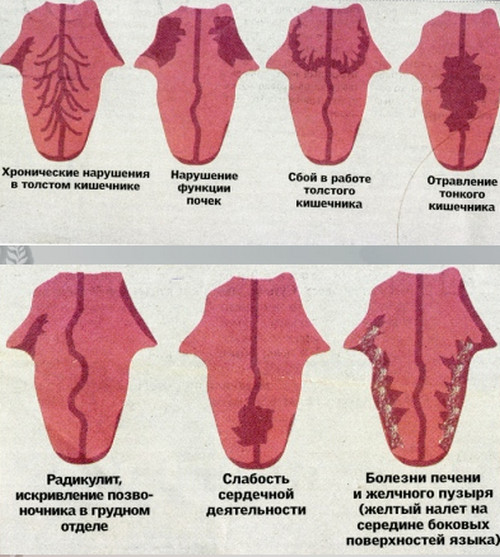 Хронические нарушения
в толстом кишечнике
Нарушение
функции
почек
Сбой в работе
толстого
кишечника
Отравление
тонкого
кишечника
Радикулит,
искривление позво-
ночника в грудном
отделе
Слабость
сердечной
деятельности
Болезни печени
и желчного пузыря
(желтый налет на
середине боковых
поверхностей языка)